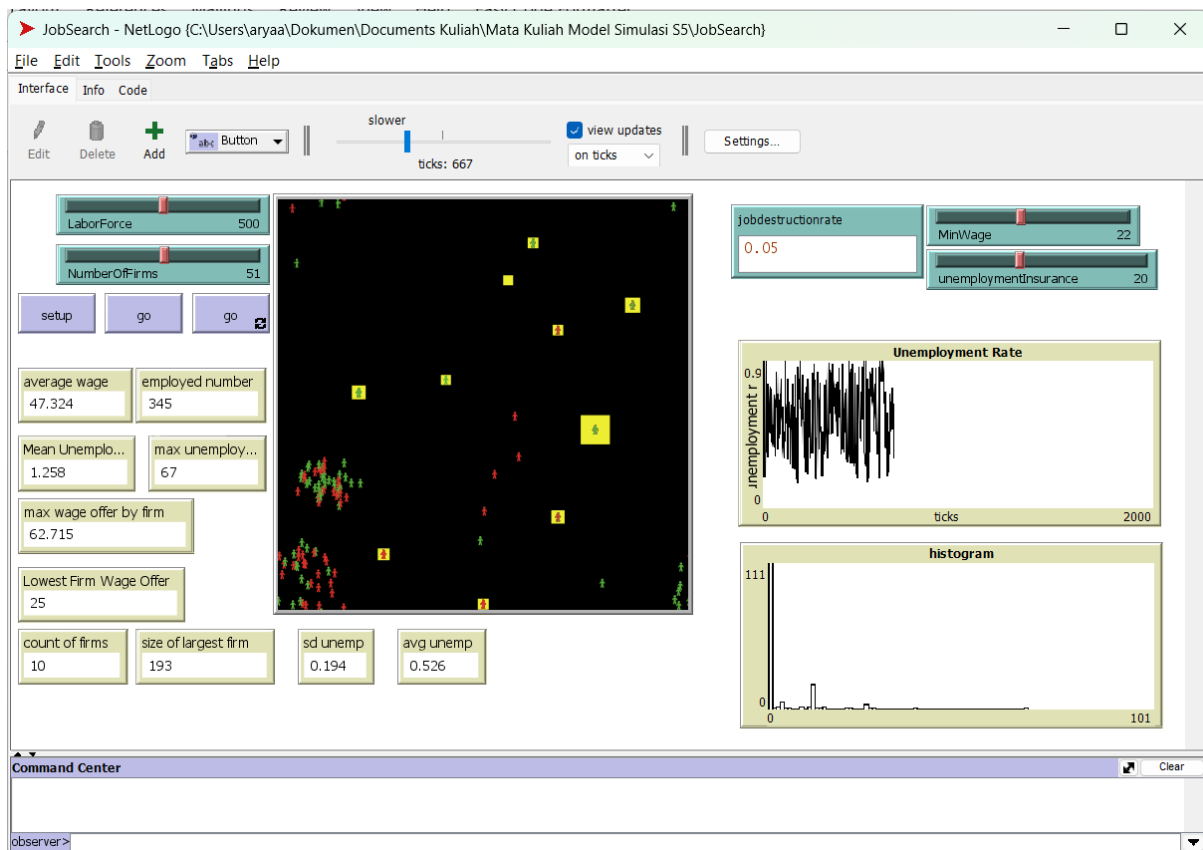 JobSearch - NetLogo {C:\Users\aryaa\Dokumen\Documents Kuliah\Mata Kuliah Model Simulasi S5\JobSearch}
File Edit Tools Zoom Tabs Help
Interface Info Code
Edit Delete Add
abc Button
slower
ticks: 667
view updates
on ticks
Settings...
LaborForce 500
NumberOfFirms 51
setup go go
average wage
47.324
employed number
345
Mean Unemplo...
1.258
max unemploy...
67
max wage offer by firm
62.715
Lowest Firm Wage Offer
25
count of firms
10
size of largest firm
193
sd unemp
0.194
avg unemp
0.526
jobdestructionrate
0.05
MinWage 22
unemploymentInsurance 20
Unemployment Rate
0.9
0
0 ticks 2000
histogram
111
0
0 101
Command Center
Clear
observer>